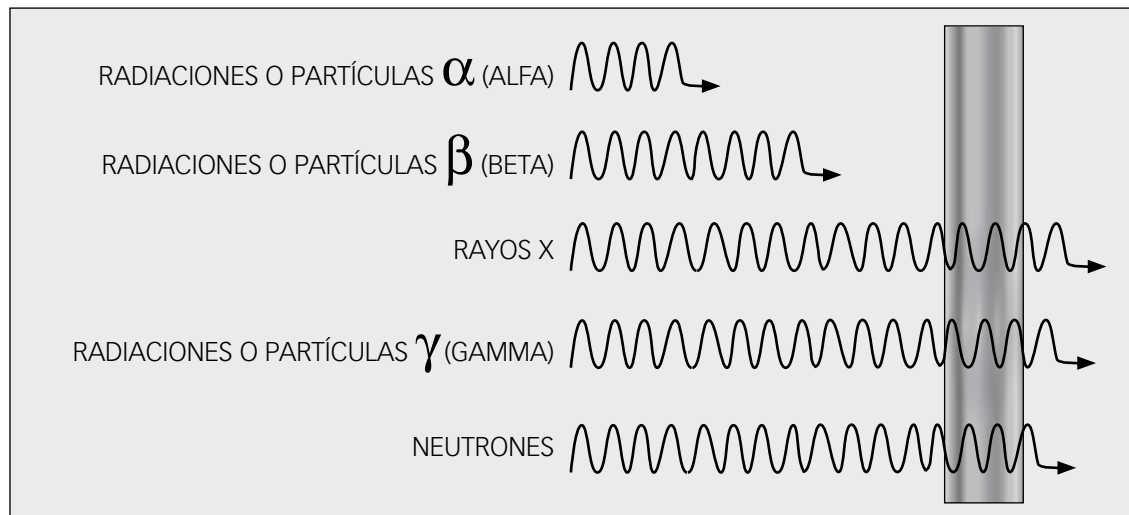 RADIACIONES O PARTÍCULAS α (ALFA)
RADIACIONES O PARTÍCULAS β (BETA)
RAYOS X
RADIACIONES O PARTÍCULAS γ (GAMMA)
NEUTRONES